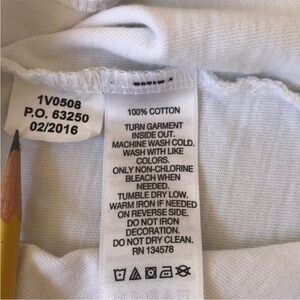 1V0508
P.O. 63250
02/2016
100% COTTON
TURN GARMENT
INSIDE OUT.
MACHINE WASH COLD.
WASH WITH LIKE
COLORS.
ONLY NON-CHLORINE
BLEACH WHEN
NEEDED.
TUMBLE DRY LOW.
WARM IRON IF NEEDED
ON REVERSE SIDE.
DO NOT IRON
DECORATION.
DO NOT DRY CLEAN.
RN 134578